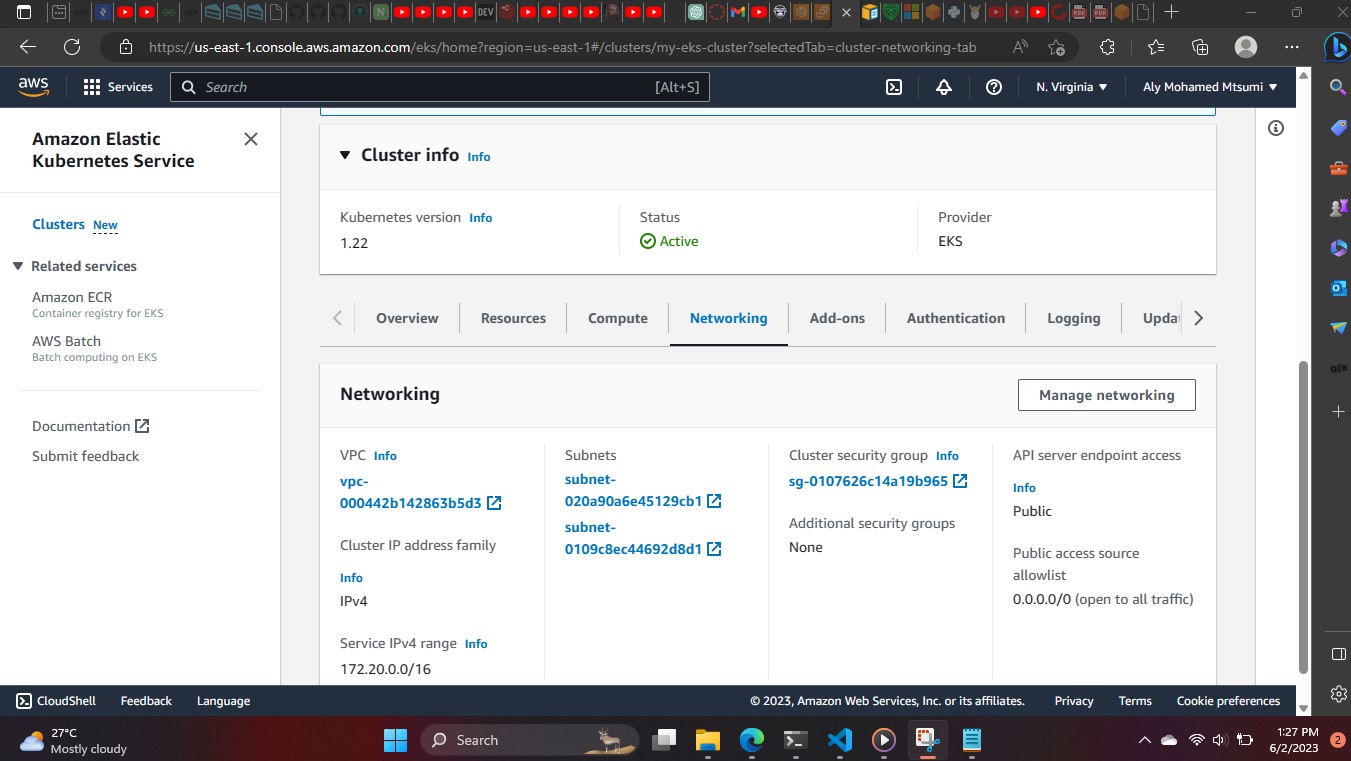 DEV
https://us-east-1.console.aws.amazon.com/eks/home?region=us-east-1#/clusters/my-eks-cluster?selectedTab=cluster-networking-tab
aws
Services
Search
[Alt+S]
N. Virginia
Aly Mohamed Mtsumi
Amazon Elastic
Kubernetes Service
Clusters New
Related services
Amazon ECR
Container registry for EKS
AWS Batch
Batch computing on EKS
Documentation
Submit feedback
Cluster info Info
Kubernetes version Info
1.22
Status
Active
Provider
EKS
Overview
Resources
Compute
Networking
Add-ons
Authentication
Logging
Networking
Manage networking
VPC Info
vpc-
000442b142863b5d3
Cluster IP address family
Info
IPv4
Service IPv4 range Info
172.20.0.0/16
Subnets
subnet-
020a90a6e45129cb1
subnet-
0109c8ec44692d8d1
Cluster security group Info
sg-0107626c14a19b965
Additional security groups
None
API server endpoint access
Info
Public
Public access source
allowlist
0.0.0.0/0 (open to all traffic)
CloudShell
Feedback
Language
© 2023, Amazon Web Services, Inc. or its affiliates.
Privacy
Terms
Cookie preferences
27°C
Mostly cloudy
Search
1:27 PM
6/2/2023
2